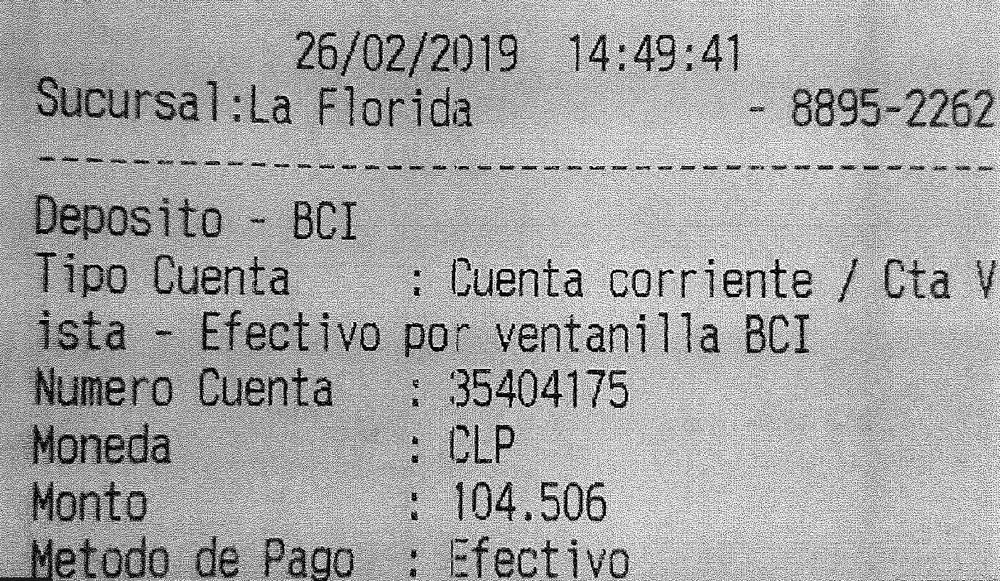 26/02/2019 14:49:41
Sucursal:La Florida - 8895-2262
------------------------------------
Deposito - BCI
Tipo Cuenta : Cuenta corriente / Cta V
ista - Efectivo por ventanilla BCI
Numero Cuenta : 35404175
Moneda : CLP
Monto : 104.506
Metodo de Pago : Efectivo